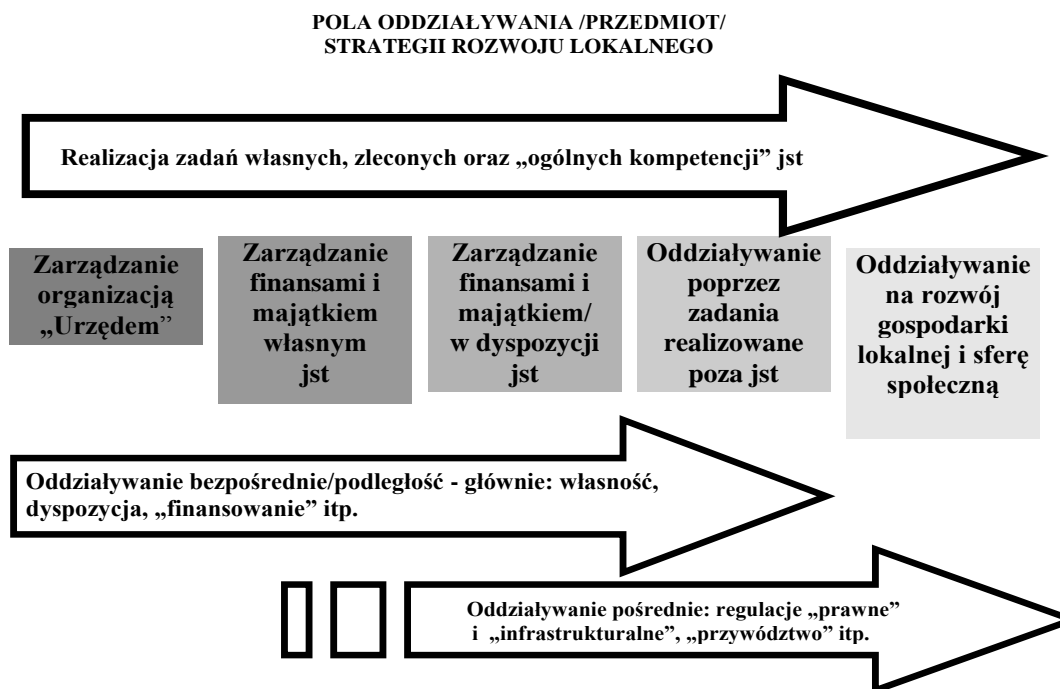 POLA ODDZIAŁYWANIA /PRZEDMIOT/
STRATEGII ROZWOJU LOKALNEGO
Realizacja zadań własnych, zleconych oraz „ogólnych kompetencji” jst
Zarządzanie
organizacją
„Urzędem”
Zarządzanie
finansami i
majątkiem
własnym
jst
Zarządzanie
finansami i
majątkiem/
w dyspozycji
jst
Oddziaływanie
poprzez
zadania
realizowane
poza jst
Oddziaływanie
na rozwój
gospodarki
lokalnej i sferę
społeczną
Oddziaływanie bezpośrednie/podległość - głównie: własność,
dyspozycja, „finansowanie” itp.
Oddziaływanie pośrednie: regulacje „prawne”
i „infrastrukturalne”, „przywództwo” itp.